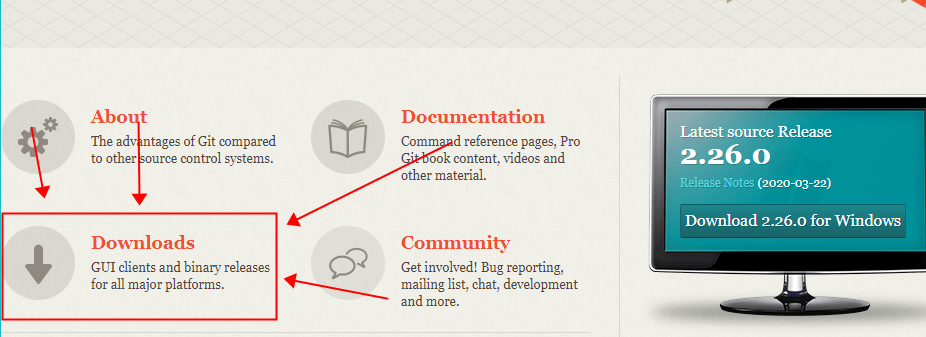 About
The advantages of Git compared
to other source control systems.
Documentation
Command reference pages, Pro
Git book content, videos and
other material.
Downloads
GUI clients and binary releases
for all major platforms.
Community
Get involved! Bug reporting,
mailing list, chat, development
and more.
Latest source Release
2.26.0
Release Notes (2020-03-22)
Download 2.26.0 for Windows